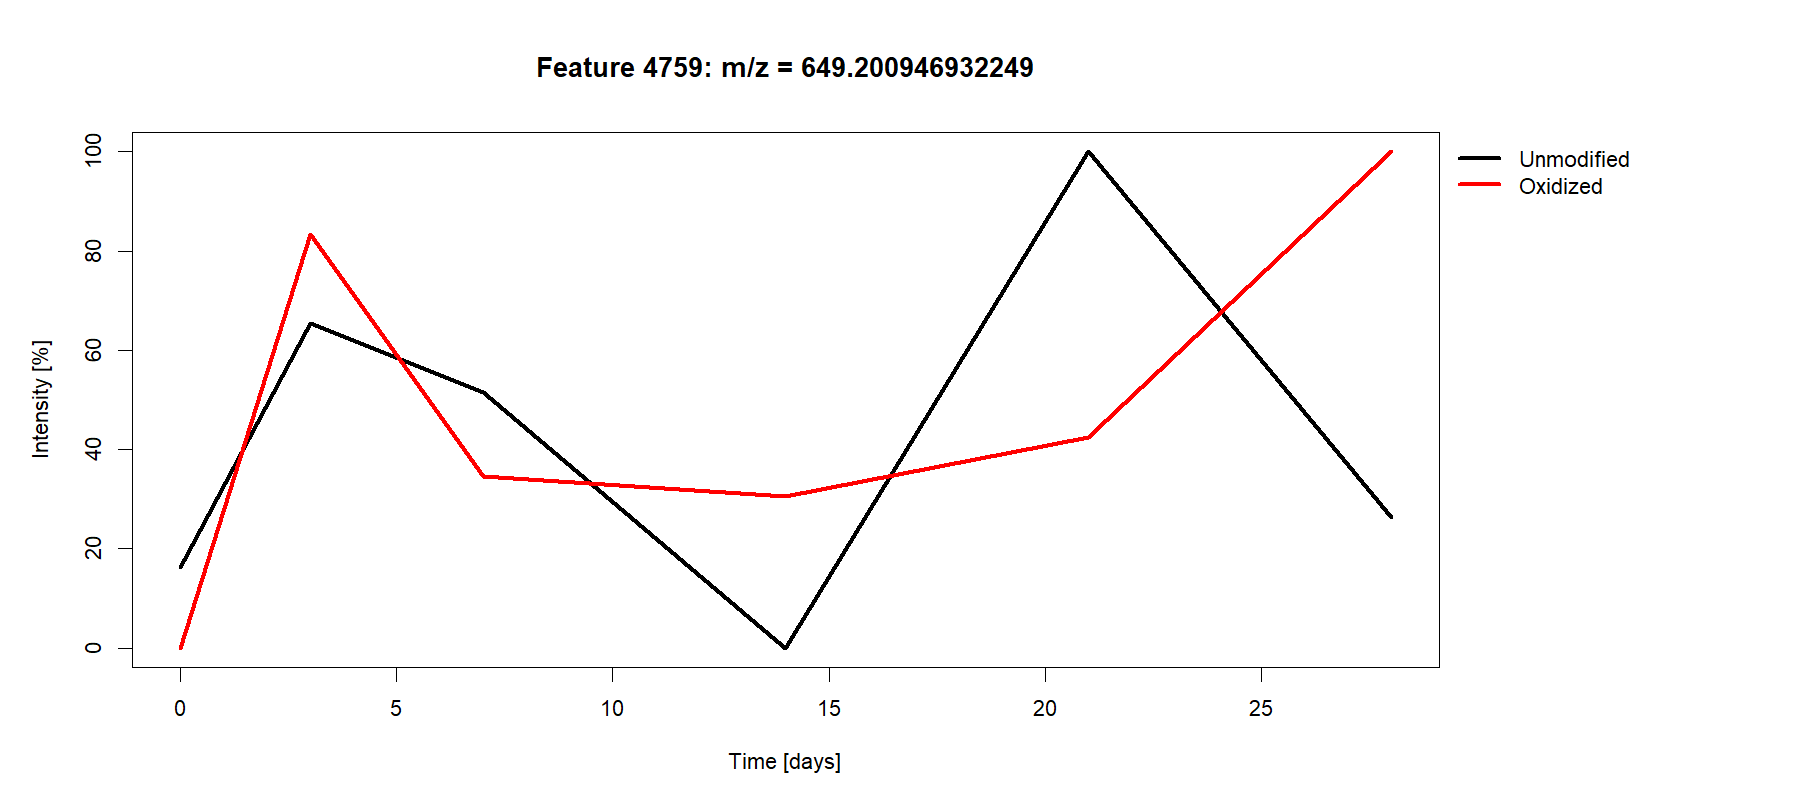 Feature 4759: m/z = 649.200946932249
Unmodified
Oxidized
Intensity [%]
100
80
60
40
20
0
0 5 10 15 20 25
Time [days]